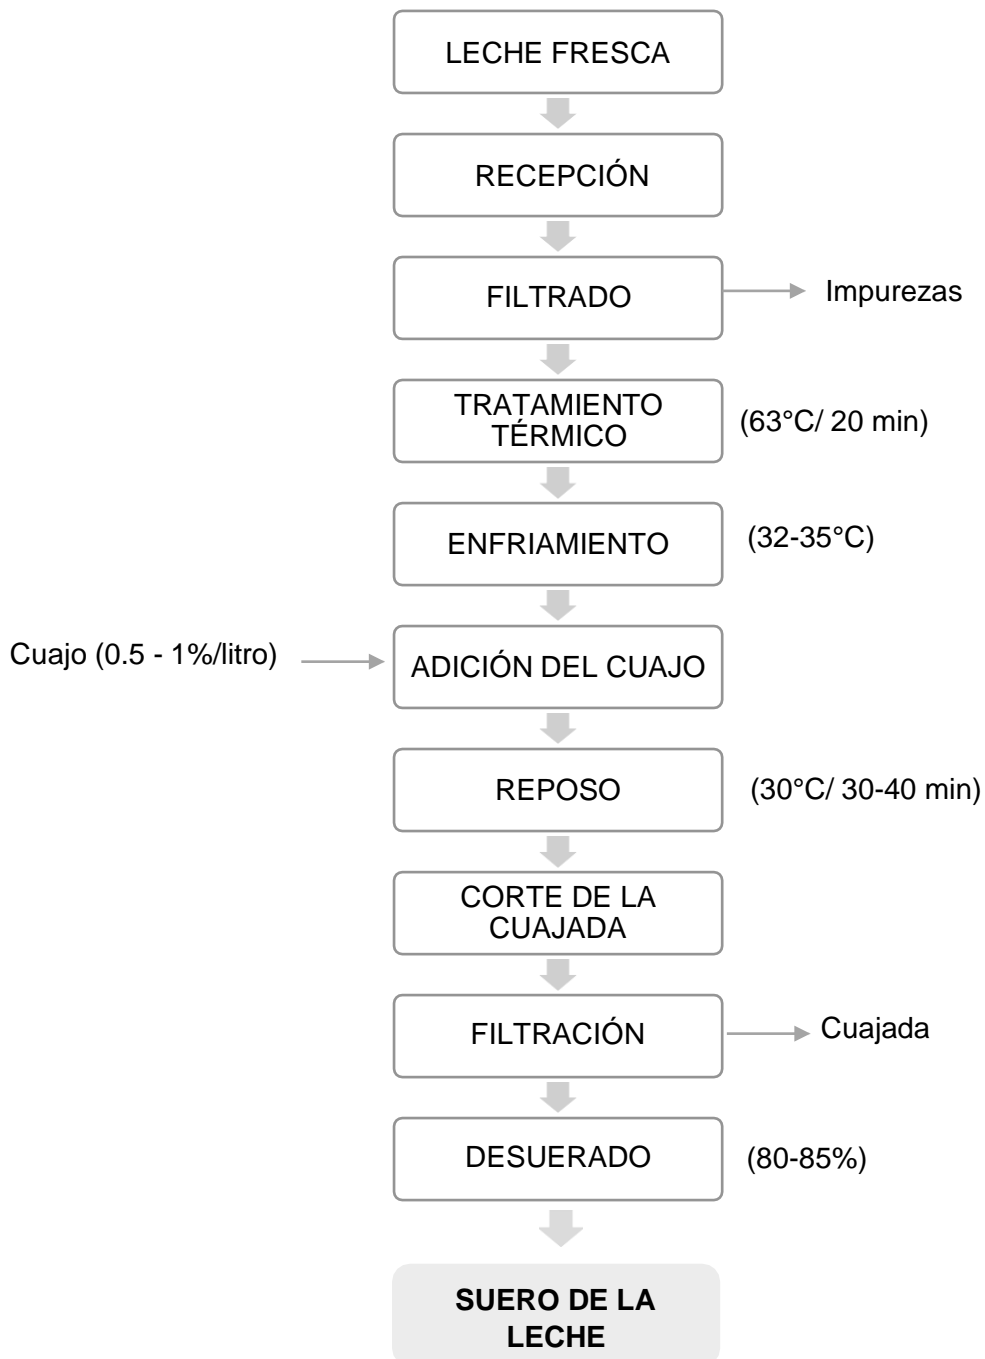 LECHE FRESCA
RECEPCIÓN
FILTRADO
Impurezas
TRATAMIENTO
TÉRMICO
(63°C/ 20 min)
ENFRIAMIENTO
(32-35°C)
Cuajo (0.5 - 1%/litro)
ADICIÓN DEL CUAJO
REPOSO
(30°C/ 30-40 min)
CORTE DE LA
CUAJADA
FILTRACIÓN
Cuajada
DESUERADO
(80-85%)
SUERO DE LA
LECHE